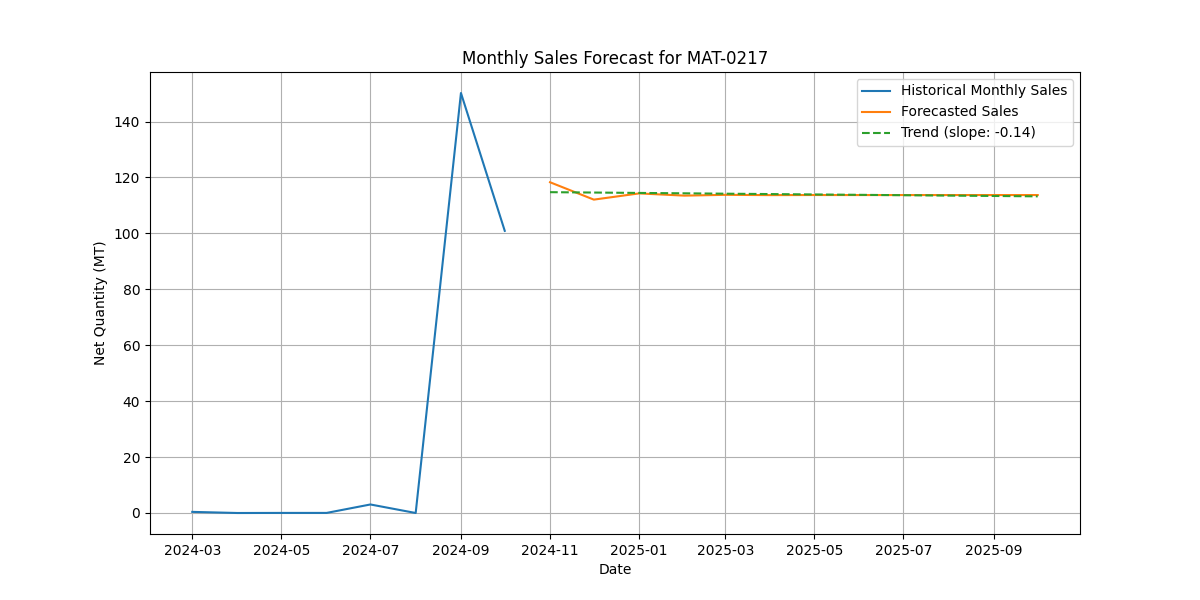 Monthly Sales Forecast for MAT-0217
Historical Monthly Sales
Forecasted Sales
Trend (slope: -0.14)
Net Quantity (MT)
140
120
100
80
60
40
20
0
2024-03 2024-05 2024-07 2024-09 2024-11 2025-01 2025-03 2025-05 2025-07 2025-09
Date